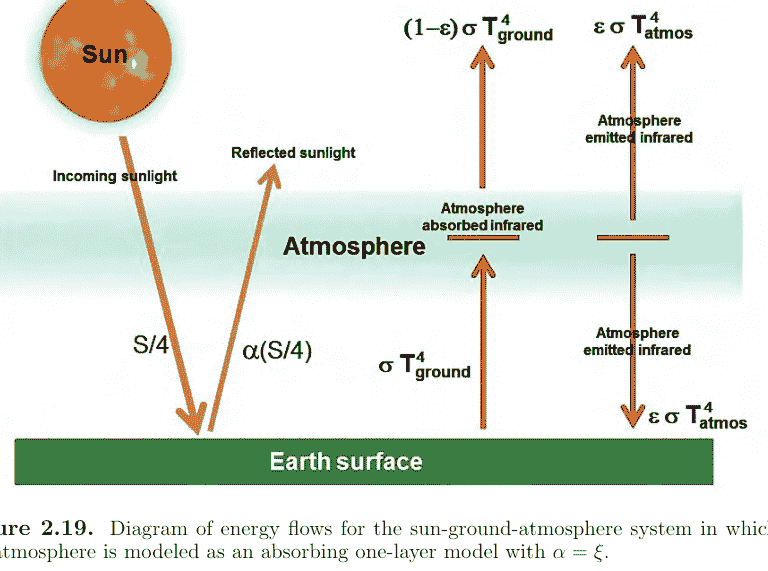 (1−ε) σ T⁴ground
ε σ T⁴atmos
Sun
Atmosphere
emitted infrared
Reflected sunlight
Incoming sunlight
Atmosphere
absorbed infrared
Atmosphere
S/4
α(S/4)
σ T⁴ground
Atmosphere
emitted infrared
ε σ T⁴atmos
Earth surface
ure 2.19. Diagram of energy flows for the sun-ground-atmosphere system in which
atmosphere is modeled as an absorbing one-layer model with α = ξ.